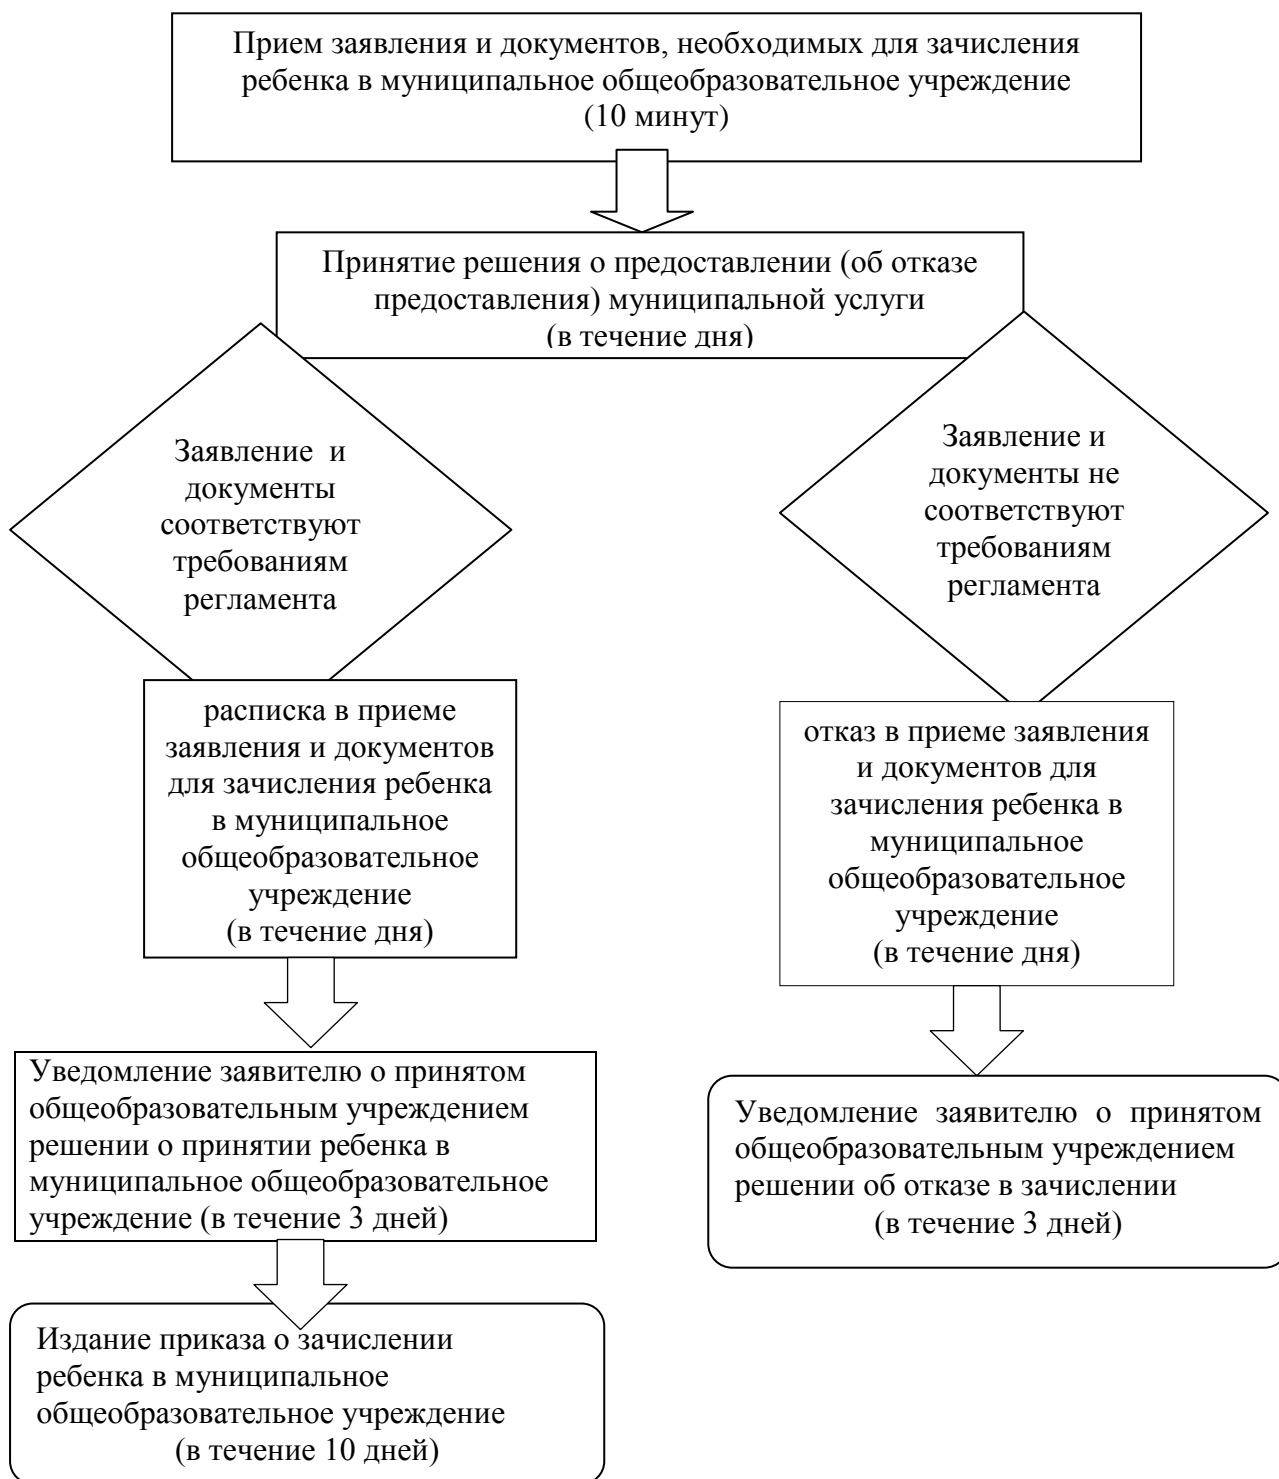 Прием заявления и документов, необходимых для зачисления
ребенка в муниципальное общеобразовательное учреждение
(10 минут)
Принятие решения о предоставлении (об отказе
предоставления) муниципальной услуги
(в течение дня)
Заявление и
документы
соответствуют
требованиям
регламента
Заявление и
документы не
соответствуют
требованиям
регламента
расписка в приеме
заявления и документов
для зачисления ребенка
в муниципальное
общеобразовательное
учреждение
(в течение дня)
отказ в приеме заявления
и документов для
зачисления ребенка в
муниципальное
общеобразовательное
учреждение
(в течение дня)
Уведомление заявителю о принятом
общеобразовательным учреждением
решении о принятии ребенка в
муниципальное общеобразовательное
учреждение (в течение 3 дней)
Уведомление заявителю о принятом
общеобразовательным учреждением
решении об отказе в зачислении
(в течение 3 дней)
Издание приказа о зачислении
ребенка в муниципальное
общеобразовательное учреждение
(в течение 10 дней)